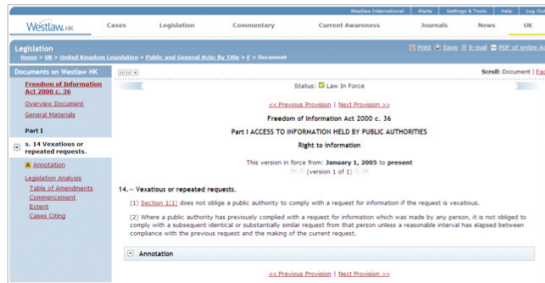 Westlaw International Alerts Settings & Tools Help Log Out
Westlaw.HK Cases Legislation Commentary Current Awareness Journals News UK
Legislation
Print Save E-mail PDF of entire
Home > UK > United Kingdom Legislation > Public and General Acts: By Title > F > Document
Documents on Westlaw HK
Scroll: Document
Freedom of Information
Act 2000 c. 36
Overview Document
General Materials
Part I
s. 14 Vexatious or
repeated requests.
Annotation
Legislation Analysis
Table of Amendments
Commencement
Extent
Cases Citing
Status: Law In Force
<< Previous Provision | Next Provision >>
Freedom of Information Act 2000 c. 36
Part I ACCESS TO INFORMATION HELD BY PUBLIC AUTHORITIES
Right to information
This version in force from: January 1, 2005 to present
(version 1 of 1)
14.— Vexatious or repeated requests.
(1) Section 1(1) does not oblige a public authority to comply with a request for information if the request is vexatious.
(2) Where a public authority has previously complied with a request for information which was made by any person, it is not obliged to
comply with a subsequent identical or substantially similar request from that person unless a reasonable interval has elapsed between
compliance with the previous request and the making of the current request.
Annotation
<< Previous Provision | Next Provision >>